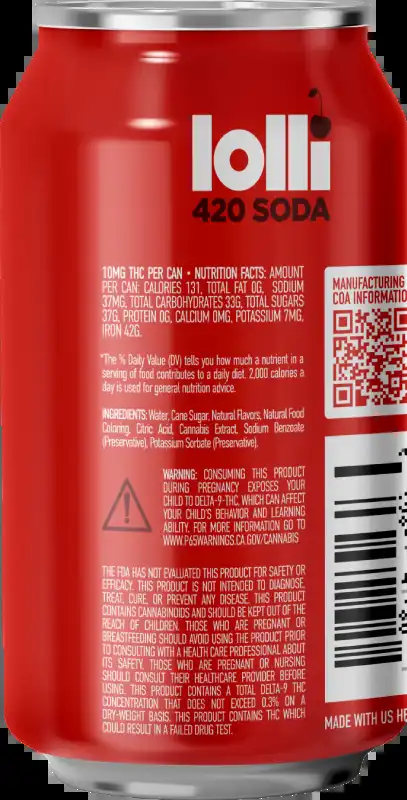 lolli
420 SODA
10MG THC PER CAN • NUTRITION FACTS: AMOUNT
PER CAN: CALORIES 131, TOTAL FAT 0G, SODIUM
37MG, TOTAL CARBOHYDRATES 33G, TOTAL SUGARS
37G, PROTEIN 0G, CALCIUM 0MG, POTASSIUM 7MG,
IRON 42G.
*The % Daily Value (DV) tells you how much a nutrient in a
serving of food contributes to a daily diet. 2,000 calories a
day is used for general nutrition advice.
INGREDIENTS: Water, Cane Sugar, Natural Flavors, Natural Food
Coloring, Citric Acid, Cannabis Extract, Sodium Benzoate
(Preservative), Potassium Sorbate (Preservative).
WARNING: CONSUMING THIS PRODUCT
DURING PREGNANCY EXPOSES YOUR
CHILD TO DELTA-9-THC, WHICH CAN AFFECT
YOUR CHILD'S BEHAVIOR AND LEARNING
ABILITY. FOR MORE INFORMATION GO TO
WWW.P65WARNINGS.CA.GOV/CANNABIS
THE FDA HAS NOT EVALUATED THIS PRODUCT FOR SAFETY OR
EFFICACY. THIS PRODUCT IS NOT INTENDED TO DIAGNOSE,
TREAT, CURE, OR PREVENT ANY DISEASE. THIS PRODUCT
CONTAINS CANNABINOIDS AND SHOULD BE KEPT OUT OF THE
REACH OF CHILDREN. THOSE WHO ARE PREGNANT OR
BREASTFEEDING SHOULD AVOID USING THE PRODUCT PRIOR
TO CONSULTING WITH A HEALTH CARE PROFESSIONAL ABOUT
ITS SAFETY. THOSE WHO ARE PREGNANT OR NURSING
SHOULD CONSULT THEIR HEALTHCARE PROVIDER BEFORE
USING. THIS PRODUCT CONTAINS A TOTAL DELTA-9 THC
CONCENTRATION THAT DOES NOT EXCEED 0.3% ON A
DRY-WEIGHT BASIS. THIS PRODUCT CONTAINS THC WHICH
COULD RESULT IN A FAILED DRUG TEST.
MANUFACTURING
COA INFORMATIO
MADE WITH US HE